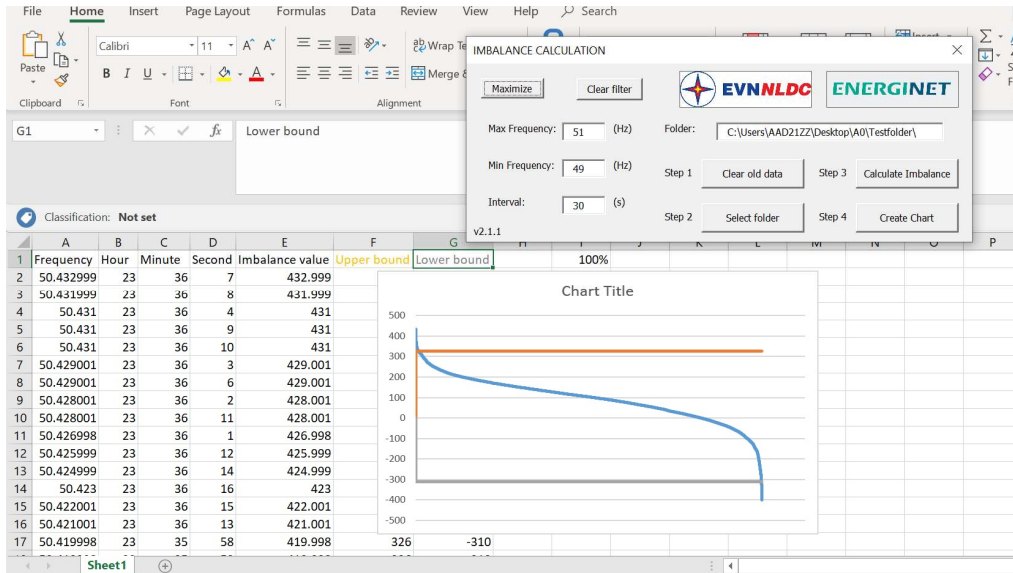 File Home Insert Page Layout Formulas Data Review View Help Search
Calibri 11 A A Wrap Te
Paste
B I U A Merge &
Clipboard Font Alignment
IMBALANCE CALCULATION
Maximize Clear filter EVNNLDC ENERGINET
Max Frequency: 51 (Hz) Folder: C:\Users\AAD21ZZ\Desktop\A0\Testfolder\
Min Frequency: 49 (Hz) Step 1 Clear old data Step 3 Calculate Imbalance
Interval: 30 (s) Step 2 Select folder Step 4 Create Chart
v2.1.1
G1 fx Lower bound
Classification: Not set
A B C D E F G P
1 Frequency Hour Minute Second Imbalance value Upper bound Lower bound 100%
2 50.432999 23 36 7 432.999
3 50.431999 23 36 8 431.999
4 50.431 23 36 4 431
5 50.431 23 36 9 431
6 50.431 23 36 10 431
7 50.429001 23 36 3 429.001
8 50.429001 23 36 6 429.001
9 50.428001 23 36 2 428.001
10 50.428001 23 36 11 428.001
11 50.426998 23 36 1 426.998
12 50.425999 23 36 12 425.999
13 50.424999 23 36 14 424.999
14 50.423 23 36 16 423
15 50.422001 23 36 15 422.001
16 50.421001 23 36 13 421.001
17 50.419998 23 35 58 419.998 326 -310
Chart Title
500
400
300
200
100
0
-100
-200
-300
-400
-500
Sheet1